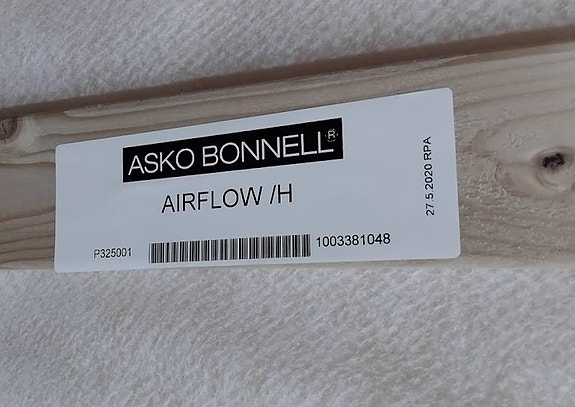 ASKO BONNELL®
AIRFLOW /H
P325001
1003381048
27.5.2020 RPA